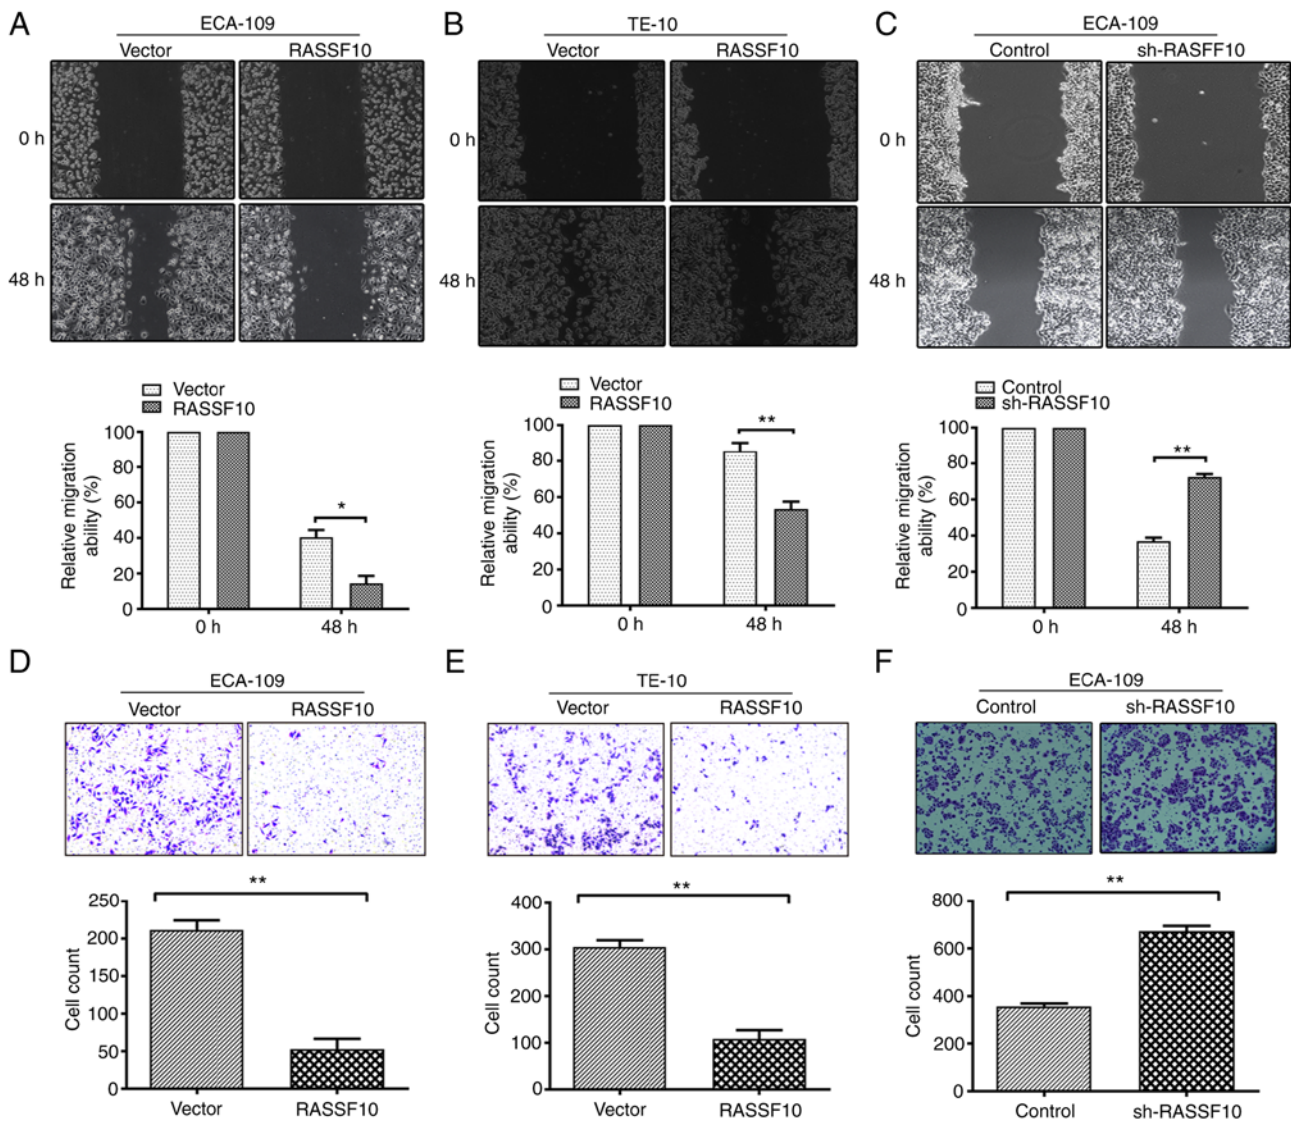 A
ECA-109
Vector RASSF10
0 h
48 h
Vector
RASSF10
Relative migration
ability (%)
100
80
60
40
20
0
*
0 h 48 h
B
TE-10
Vector RASSF10
0 h
48 h
Vector
RASSF10
Relative migration
ability (%)
100
80
60
40
20
0
**
0 h 48 h
C
ECA-109
Control sh-RASFF10
0 h
48 h
Control
sh-RASSF10
Relative migration
ability (%)
100
80
60
40
20
0
**
0 h 48 h
D
ECA-109
Vector RASSF10
**
Cell count
250
200
150
100
50
0
Vector RASSF10
E
TE-10
Vector RASSF10
**
Cell count
400
300
200
100
0
Vector RASSF10
F
ECA-109
Control sh-RASSF10
**
Cell count
800
600
400
200
0
Control sh-RASSF10